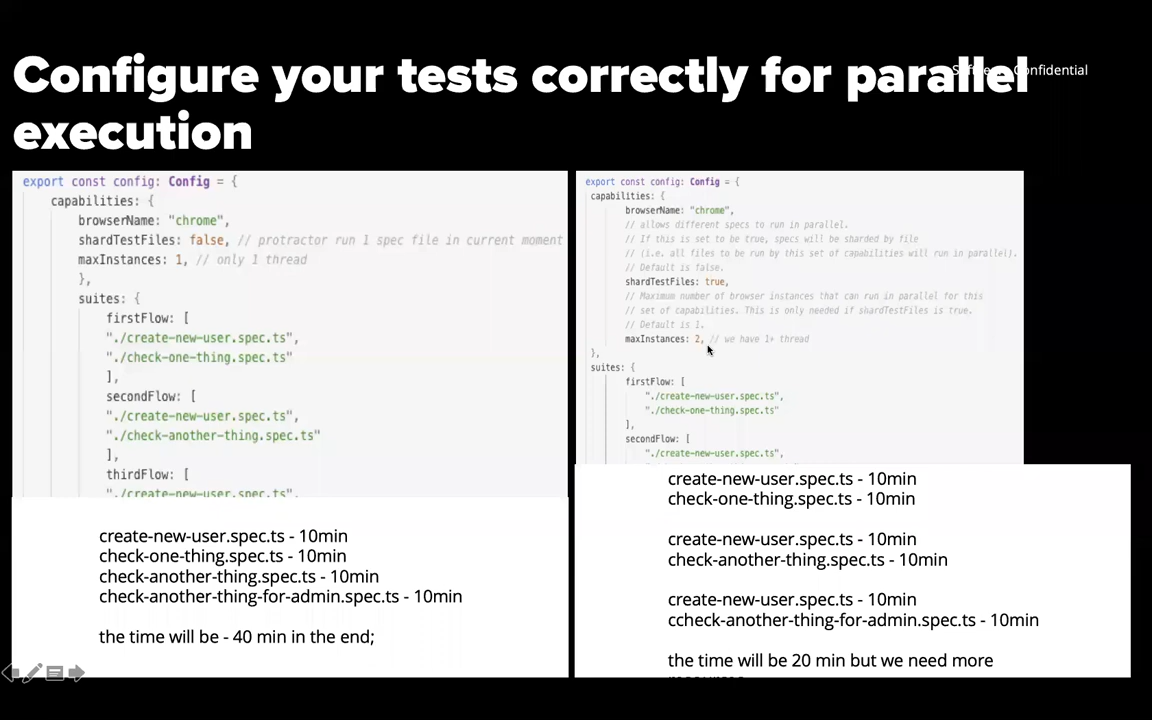 Configure your tests correctly for parallel
Confidential
execution
export const config: Config = {
capabilities: {
browserName: "chrome",
shardTestFiles: false, // protractor run 1 spec file in current moment
maxInstances: 1, // only 1 thread
},
suites: {
firstFlow: [
"./create-new-user.spec.ts",
"./check-one-thing.spec.ts"
],
secondFlow: [
"./create-new-user.spec.ts",
"./check-another-thing.spec.ts"
],
thirdFlow: [
"./create-new-user.spec.ts",
create-new-user.spec.ts - 10min
check-one-thing.spec.ts - 10min
check-another-thing.spec.ts - 10min
check-another-thing-for-admin.spec.ts - 10min
the time will be - 40 min in the end;
export const config: Config = {
capabilities: {
browserName: "chrome",
// allows different specs to run in parallel.
// If this is set to be true, specs will be sharded by file
// (i.e. all files to be run by this set of capabilities will run in parallel).
// Default is false.
shardTestFiles: true,
// Maximum number of browser instances that can run in parallel for this
// set of capabilities. This is only needed if shardTestFiles is true.
// Default is 1.
maxInstances: 2, // we have 1+ thread
},
suites: {
firstFlow: [
"./create-new-user.spec.ts",
"./check-one-thing.spec.ts"
],
secondFlow: [
"./create-new-user.spec.ts",
create-new-user.spec.ts - 10min
check-one-thing.spec.ts - 10min
create-new-user.spec.ts - 10min
check-another-thing.spec.ts - 10min
create-new-user.spec.ts - 10min
ccheck-another-thing-for-admin.spec.ts - 10min
the time will be 20 min but we need more